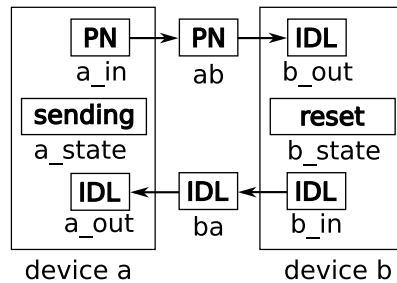 PN PN IDL
a_in ab b_out
sending reset
a_state b_state
IDL IDL IDL
a_out ba b_in
device a device b